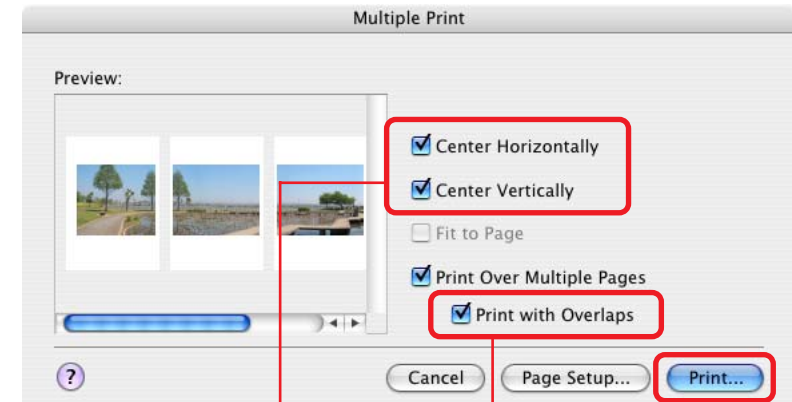 Multiple Print
Preview:
Center Horizontally
Center Vertically
Fit to Page
Print Over Multiple Pages
Print with Overlaps
? Cancel Page Setup... Print...